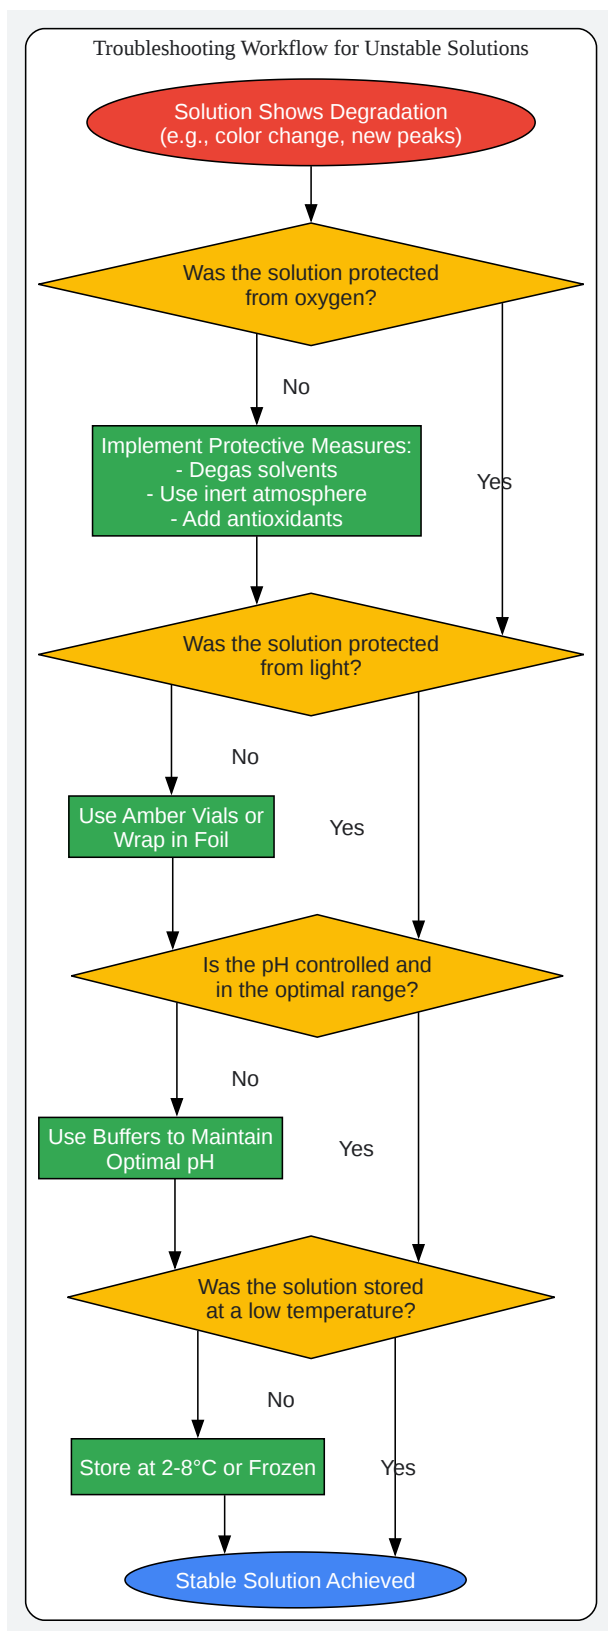 Troubleshooting Workflow for Unstable Solutions
Solution Shows Degradation
(e.g., color change, new peaks)
Was the solution protected
from oxygen?
No
Yes
Implement Protective Measures:
- Degas solvents
- Use inert atmosphere
- Add antioxidants
Was the solution protected
from light?
No
Yes
Use Amber Vials or
Wrap in Foil
Is the pH controlled and
in the optimal range?
No
Yes
Use Buffers to Maintain
Optimal pH
Was the solution stored
at a low temperature?
No
Yes
Store at 2-8°C or Frozen
Stable Solution Achieved